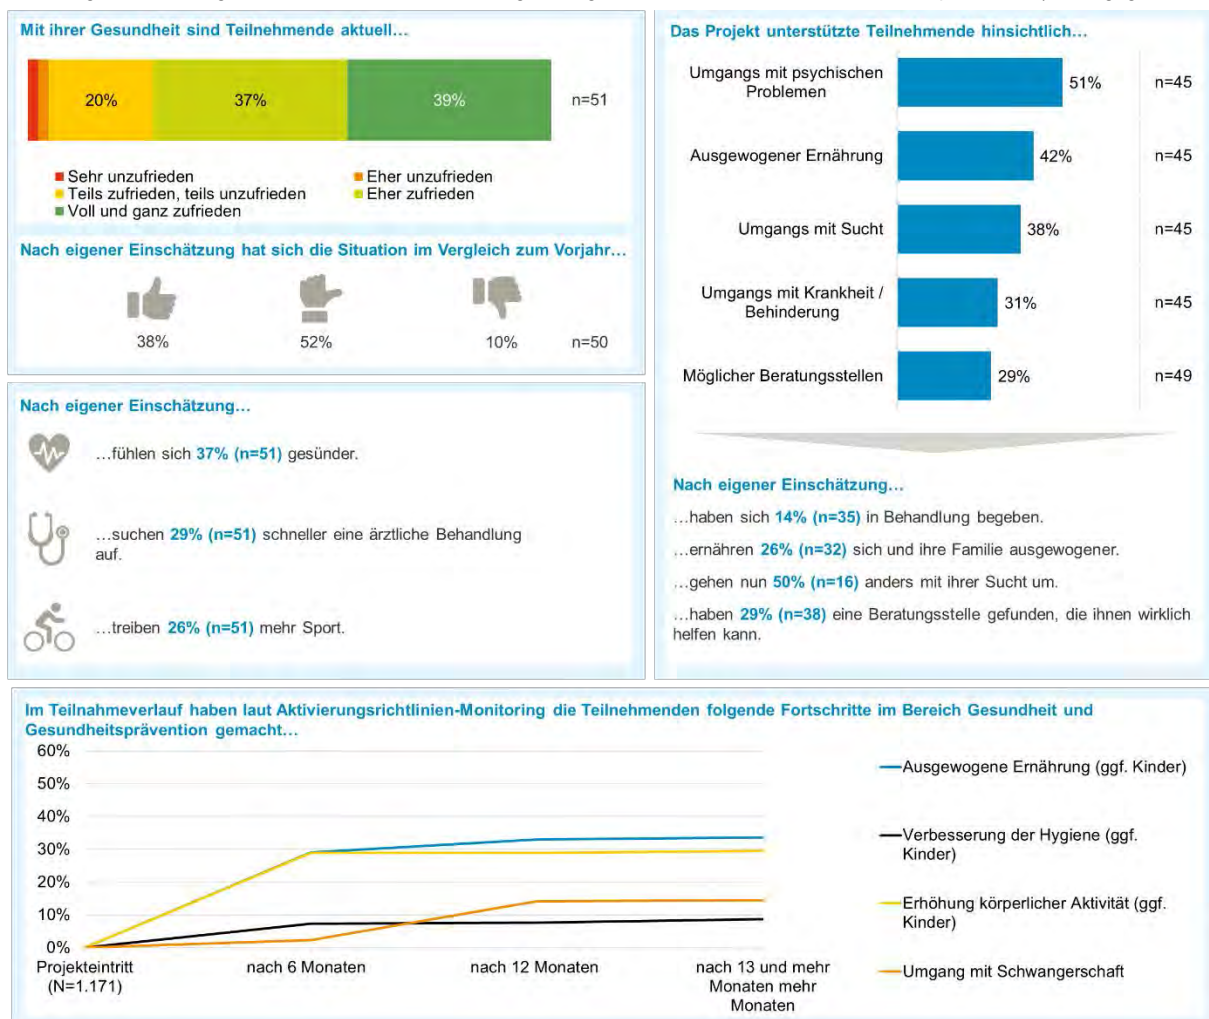 Mit ihrer Gesundheit sind Teilnehmende aktuell…
20%
37%
39%
n=51
Sehr unzufrieden
Eher unzufrieden
Teils zufrieden, teils unzufrieden
Eher zufrieden
Voll und ganz zufrieden
Nach eigener Einschätzung hat sich die Situation im Vergleich zum Vorjahr…
38%
52%
10%
n=50
Nach eigener Einschätzung…
…fühlen sich 37% (n=51) gesünder.
…suchen 29% (n=51) schneller eine ärztliche Behandlung
auf.
…treiben 26% (n=51) mehr Sport.
Das Projekt unterstützte Teilnehmende hinsichtlich…
Umgangs mit psychischen
Problemen
51%
n=45
Ausgewogener Ernährung
42%
n=45
Umgangs mit Sucht
38%
n=45
Umgangs mit Krankheit /
Behinderung
31%
n=45
Möglicher Beratungsstellen
29%
n=49
Nach eigener Einschätzung…
…haben sich 14% (n=35) in Behandlung begeben.
…ernähren 26% (n=32) sich und ihre Familie ausgewogener.
…gehen nun 50% (n=16) anders mit ihrer Sucht um.
…haben 29% (n=38) eine Beratungsstelle gefunden, die ihnen wirklich
helfen kann.
Im Teilnahmeverlauf haben laut Aktivierungsrichtlinien-Monitoring die Teilnehmenden folgende Fortschritte im Bereich Gesundheit und
Gesundheitsprävention gemacht…
60%
50%
40%
30%
20%
10%
0%
Projekteintritt
(N=1.171)
nach 6 Monaten
nach 12 Monaten
nach 13 und mehr
Monaten mehr
Monaten
Ausgewogene Ernährung (ggf. Kinder)
Verbesserung der Hygiene (ggf.
Kinder)
Erhöhung körperlicher Aktivität (ggf.
Kinder)
Umgang mit Schwangerschaft